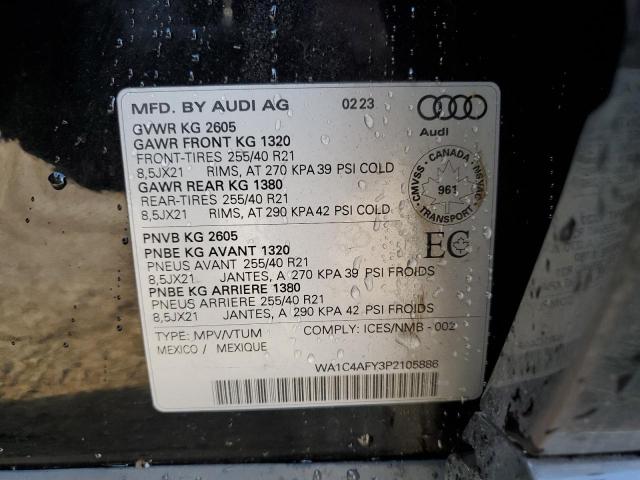 MFD. BY AUDI AG 0223
Audi
GVWR KG 2605
GAWR FRONT KG 1320
FRONT-TIRES 255/40 R21
8,5JX21 RIMS, AT 270 KPA 39 PSI COLD
GAWR REAR KG 1380
REAR-TIRES 255/40 R21
8,5JX21 RIMS, AT 290 KPA 42 PSI COLD
CMVSS - CANADA - NSVAC
961
TRANSPORT
PNVB KG 2605
PNBE KG AVANT 1320
PNEUS AVANT 255/40 R21
8,5JX21 JANTES, A 270 KPA 39 PSI FROIDS
PNBE KG ARRIERE 1380
PNEUS ARRIERE 255/40 R21
8,5JX21 JANTES, A 290 KPA 42 PSI FROIDS
EC
TYPE: MPV/VTUM COMPLY: ICES/NMB - 002
MEXICO / MEXIQUE
WA1C4AFY3P2105886